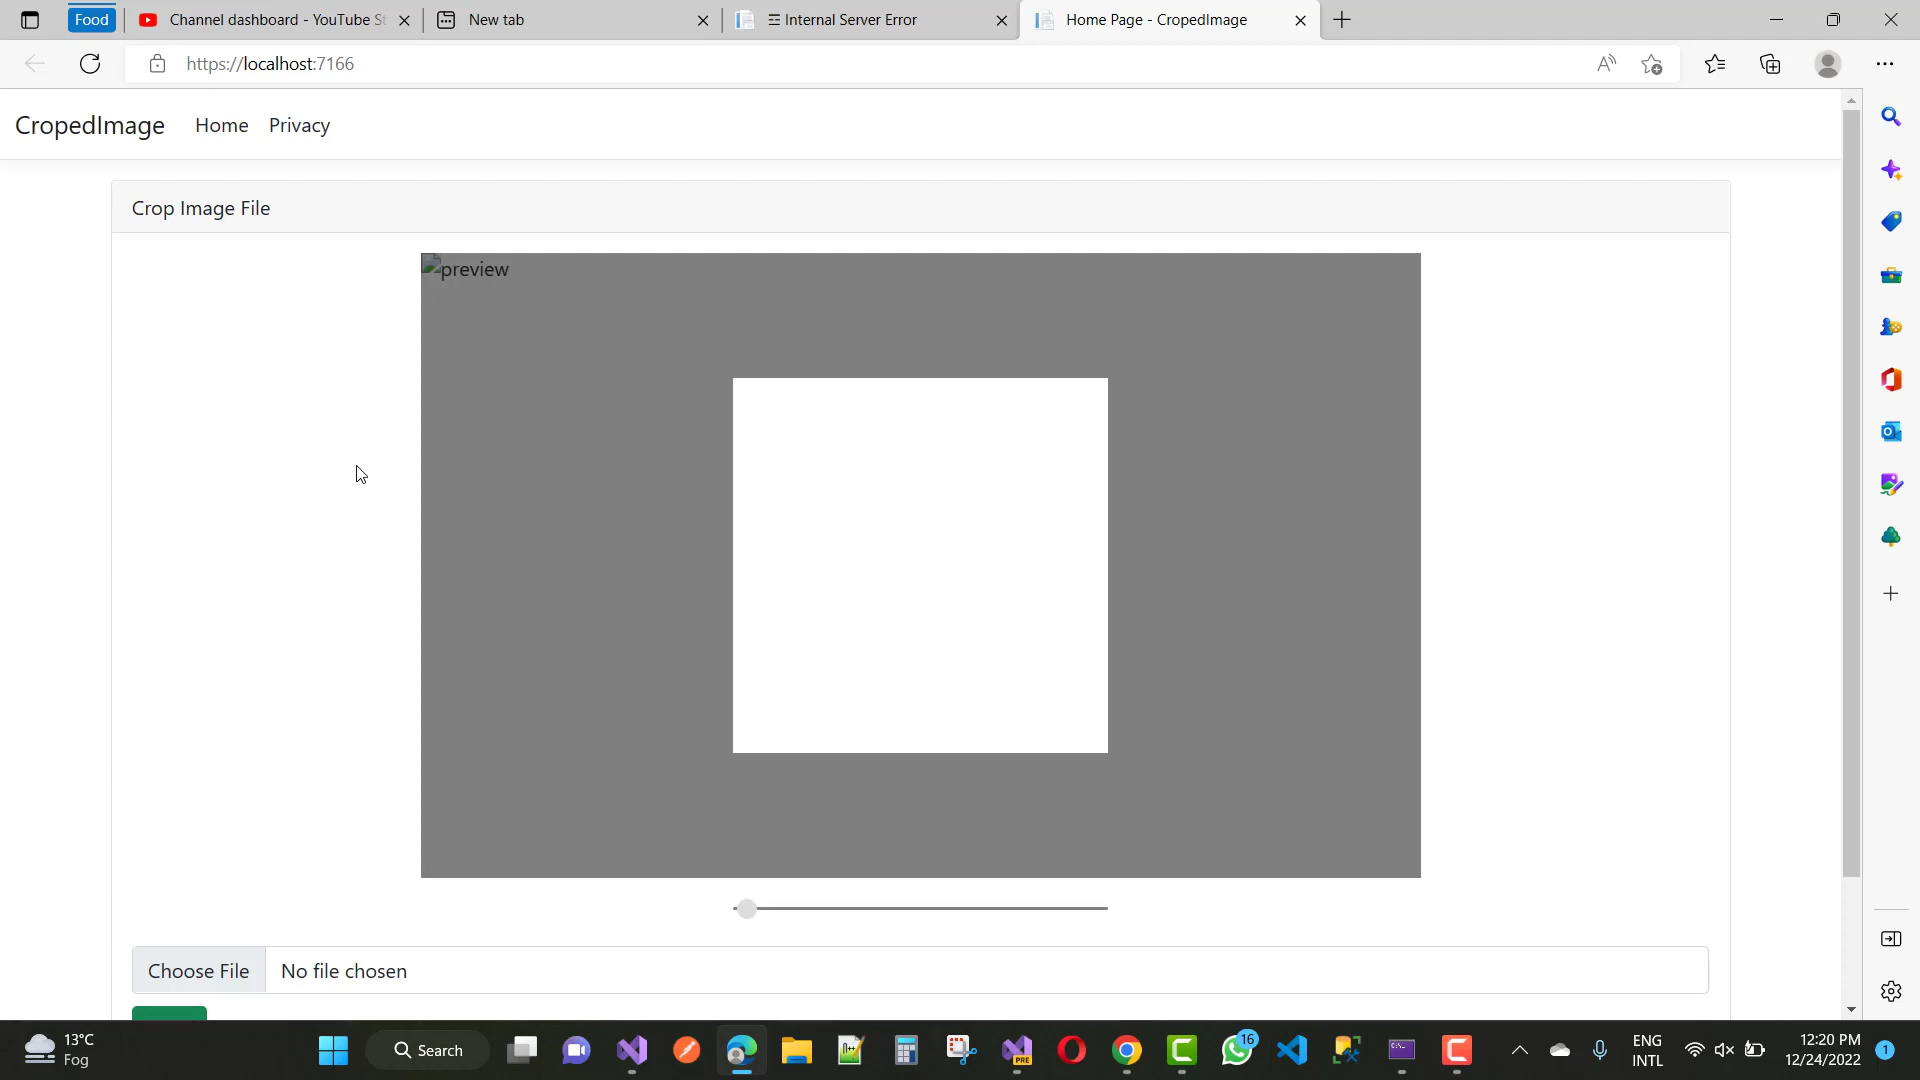 Food
Channel dashboard - YouTube St
New tab
Internal Server Error
Home Page - CropedImage
https://localhost:7166
CropedImage
Home
Privacy
Crop Image File
preview
Choose File
No file chosen
13°C
Fog
Search
PRE
16
ENG
INTL
12:20 PM
12/24/2022
1